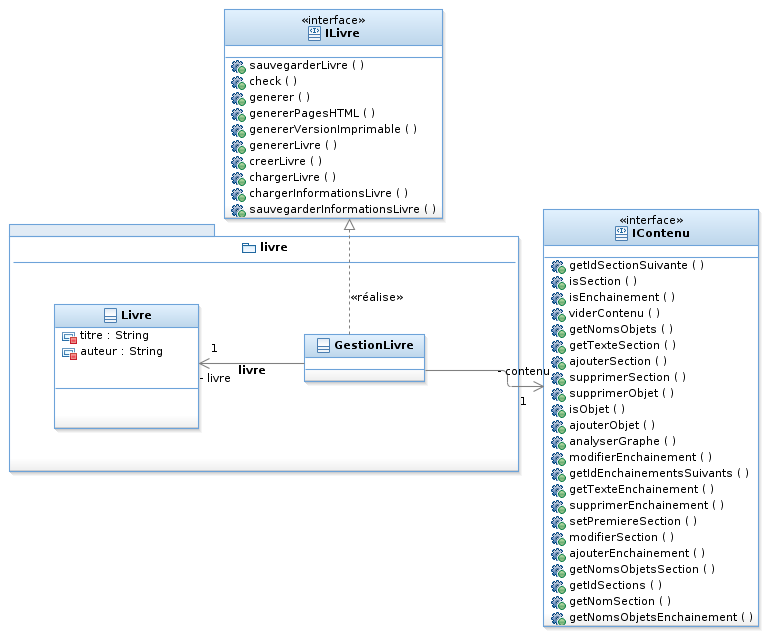 «interface»
ILivre
sauvegarderLivre ( )
check ( )
generer ( )
genererPagesHTML ( )
genererVersionImprimable ( )
genererLivre ( )
creerLivre ( )
chargerLivre ( )
chargerInformationsLivre ( )
sauvegarderInformationsLivre ( )
livre
«réalise»
Livre
titre : String
auteur : String
1
- livre
livre
GestionLivre
- contenu
1
«interface»
IContenu
getIdSectionSuivante ( )
isSection ( )
isEnchainement ( )
viderContenu ( )
getNomsObjets ( )
getTexteSection ( )
ajouterSection ( )
supprimerSection ( )
supprimerObjet ( )
isObjet ( )
ajouterObjet ( )
analyserGraphe ( )
modifierEnchainement ( )
getIdEnchainementsSuivants ( )
getTexteEnchainement ( )
supprimerEnchainement ( )
setPremiereSection ( )
modifierSection ( )
ajouterEnchainement ( )
getNomsObjetsSection ( )
getIdSections ( )
getNomSection ( )
getNomsObjetsEnchainement ( )